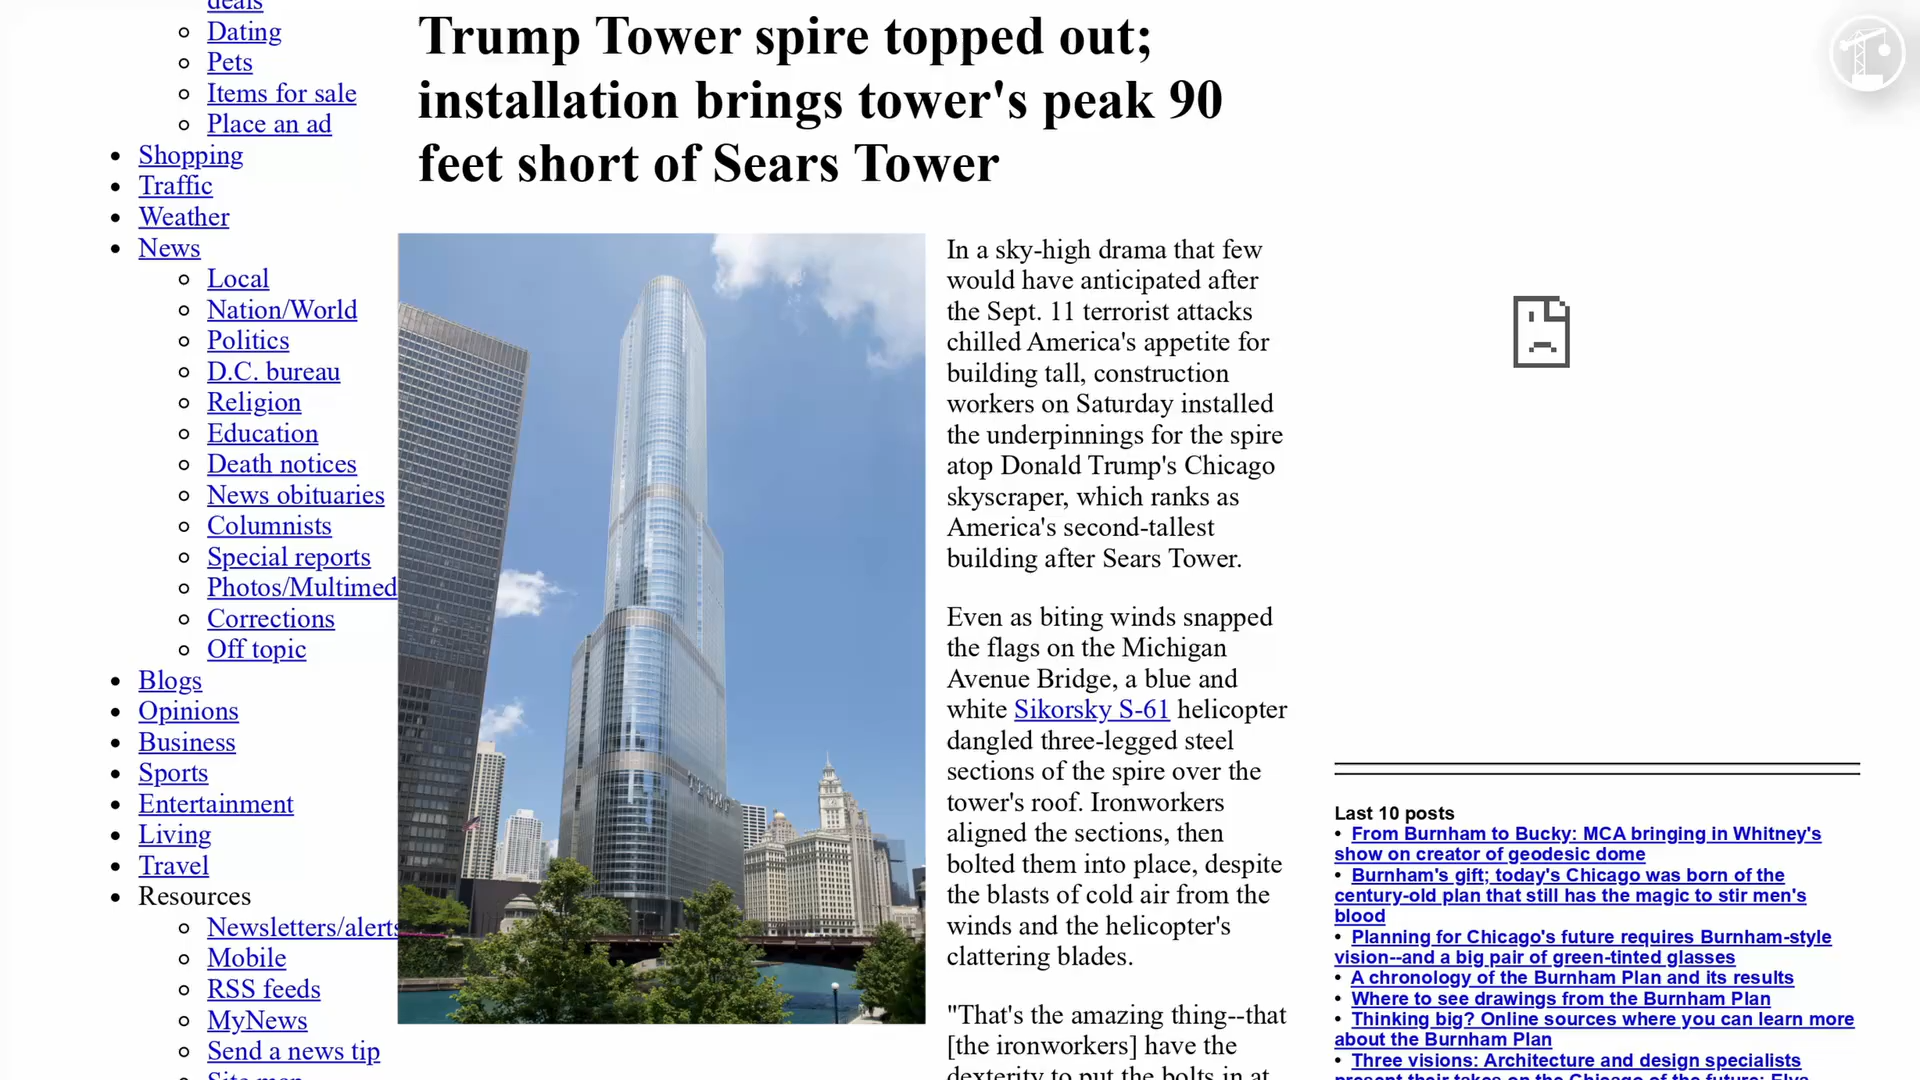 deals
Dating
Pets
Items for sale
Place an ad
Shopping
Traffic
Weather
News
Local
Nation/World
Politics
D.C. bureau
Religion
Education
Death notices
News obituaries
Columnists
Special reports
Photos/Multimed
Corrections
Off topic
Blogs
Opinions
Business
Sports
Entertainment
Living
Travel
Resources
Newsletters/alerts
Mobile
RSS feeds
MyNews
Send a news tip
Site map
Trump Tower spire topped out;
installation brings tower's peak 90
feet short of Sears Tower
TRUMP
In a sky-high drama that few
would have anticipated after
the Sept. 11 terrorist attacks
chilled America's appetite for
building tall, construction
workers on Saturday installed
the underpinnings for the spire
atop Donald Trump's Chicago
skyscraper, which ranks as
America's second-tallest
building after Sears Tower.
Even as biting winds snapped
the flags on the Michigan
Avenue Bridge, a blue and
white Sikorsky S-61 helicopter
dangled three-legged steel
sections of the spire over the
tower's roof. Ironworkers
aligned the sections, then
bolted them into place, despite
the blasts of cold air from the
winds and the helicopter's
clattering blades.
"That's the amazing thing--that
[the ironworkers] have the
dexterity to put the bolts in at
Last 10 posts
• From Burnham to Bucky: MCA bringing in Whitney's
show on creator of geodesic dome
• Burnham's gift; today's Chicago was born of the
century-old plan that still has the magic to stir men's
blood
• Planning for Chicago's future requires Burnham-style
vision--and a big pair of green-tinted glasses
• A chronology of the Burnham Plan and its results
• Where to see drawings from the Burnham Plan
• Thinking big? Online sources where you can learn more
about the Burnham Plan
• Three visions: Architecture and design specialists
present their takes on the Chicago of the future: Elva